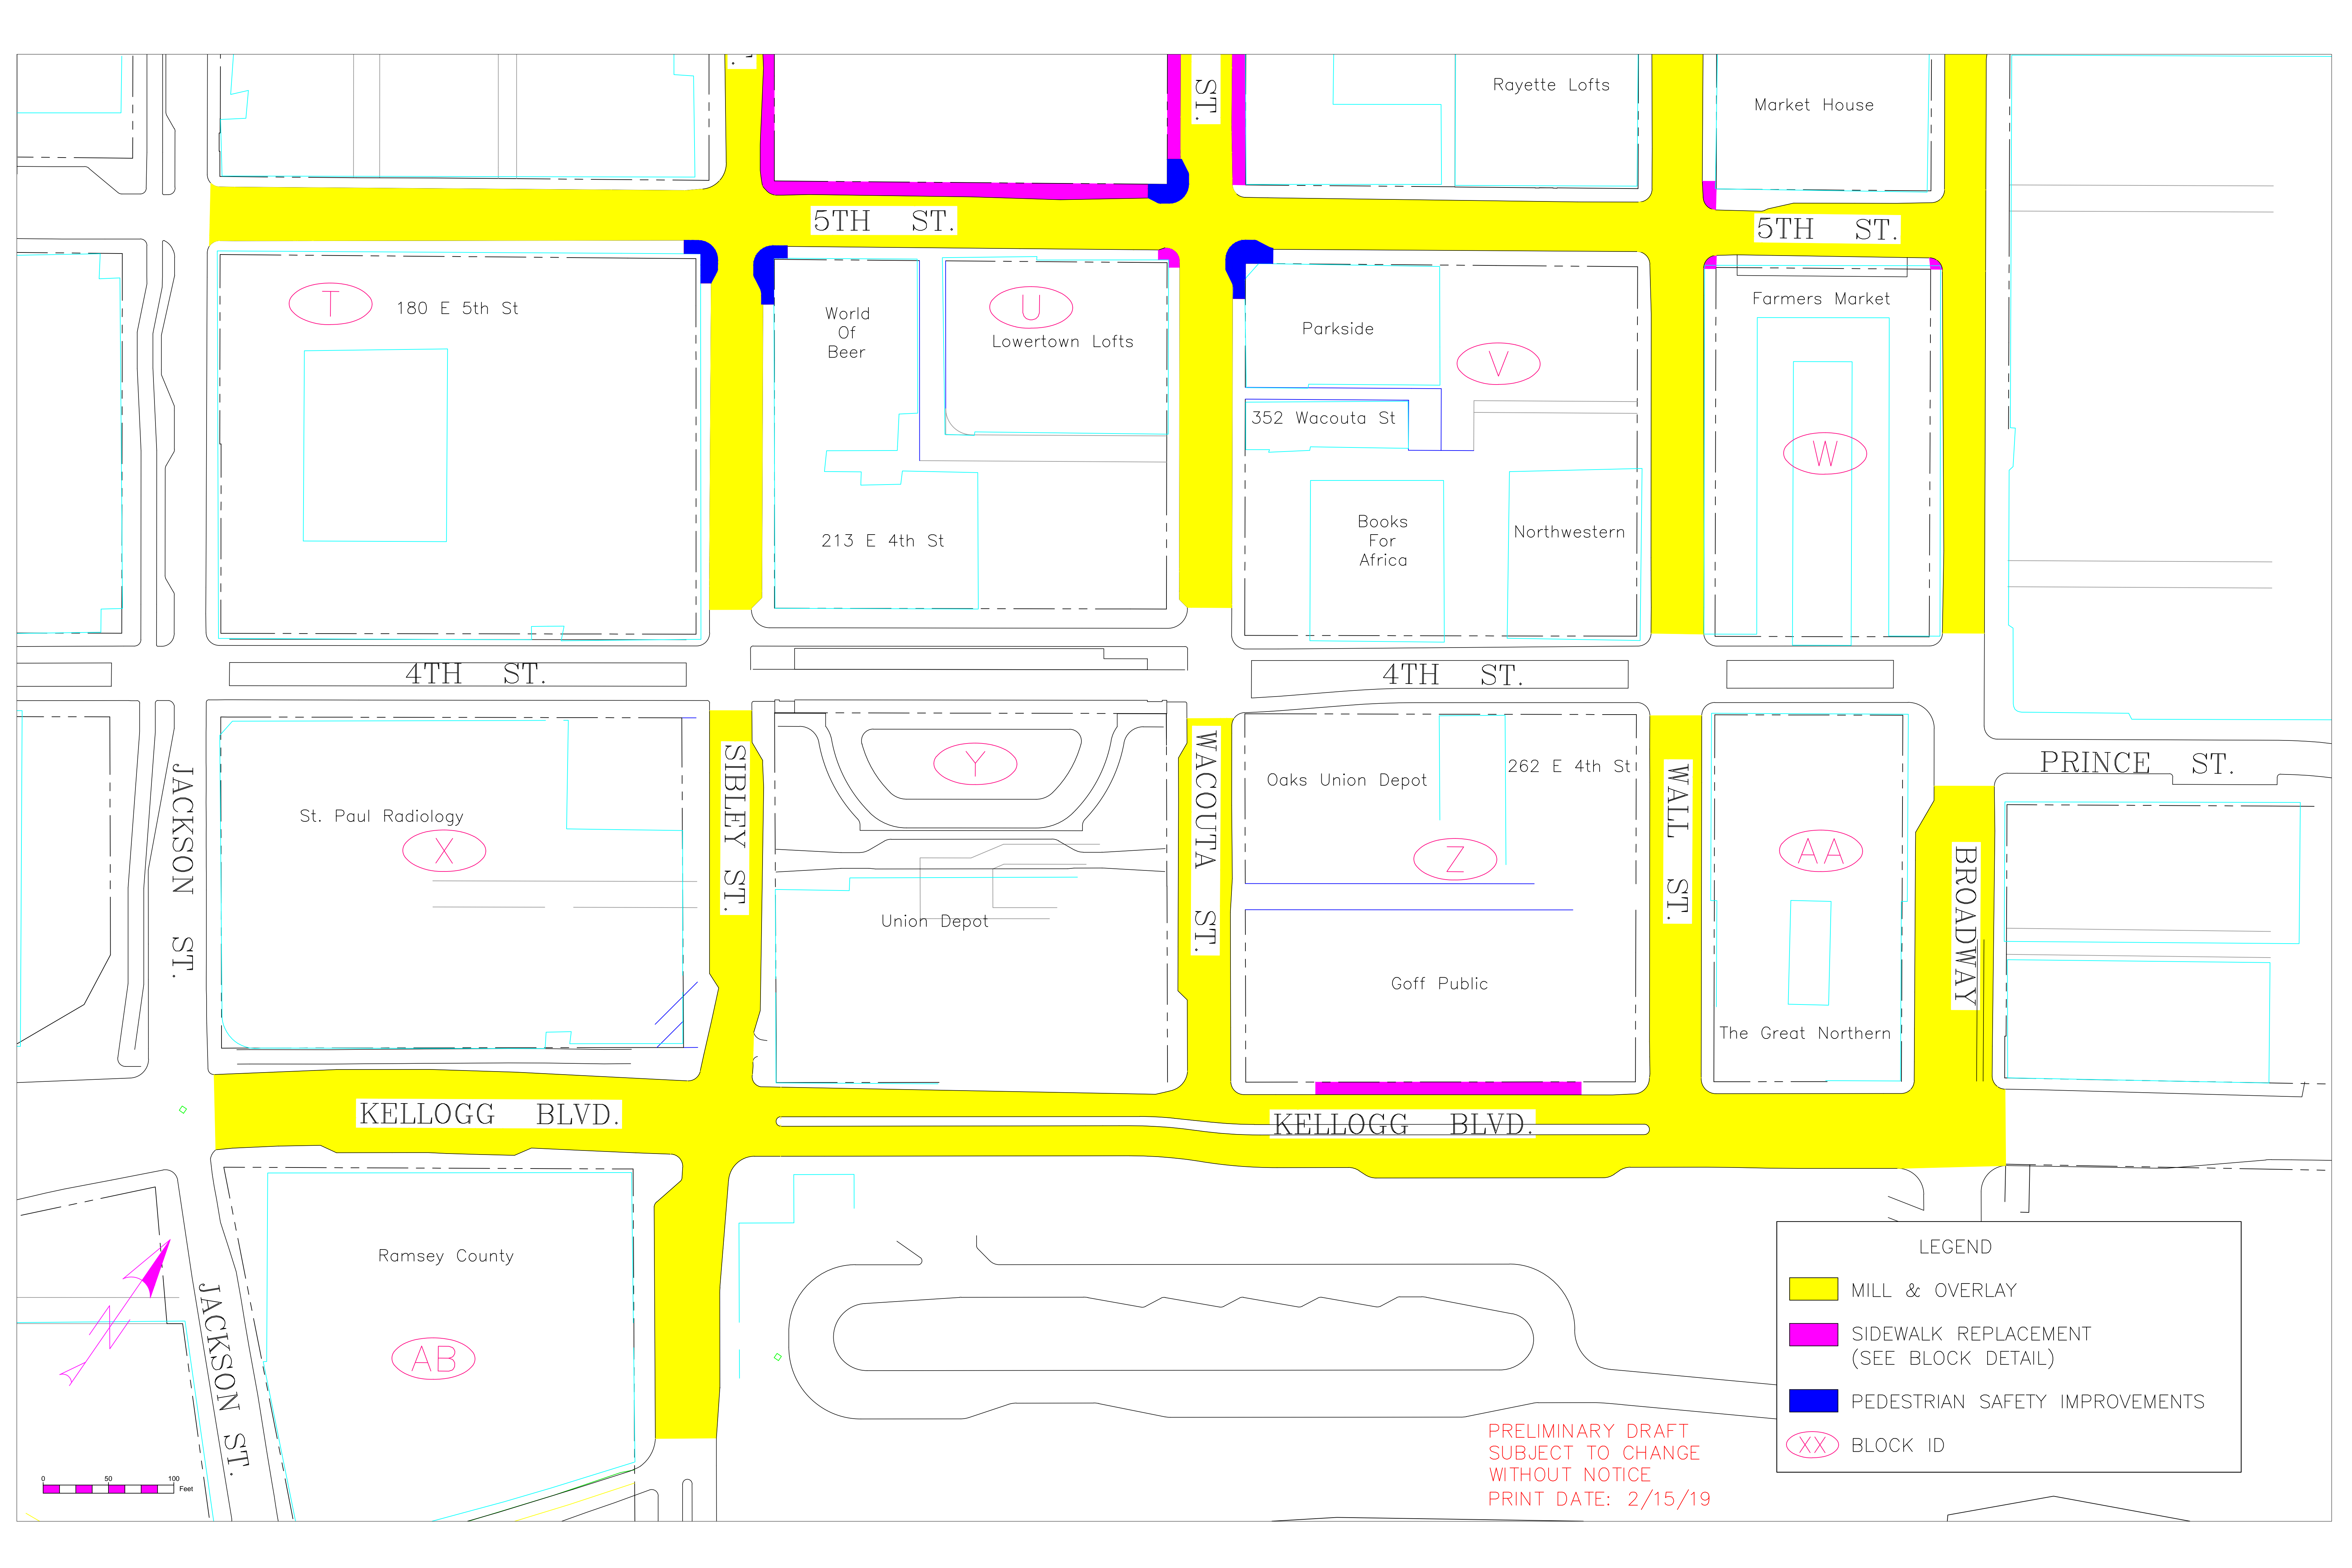 T.
ST.
Rayette Lofts
Market House
5TH ST.
5TH ST.
T
180 E 5th St
World
Of
Beer
U
Lowertown Lofts
Parkside
V
352 Wacouta St
Farmers Market
W
213 E 4th St
Books
For
Africa
Northwestern
4TH ST.
4TH ST.
JACKSON ST.
St. Paul Radiology
X
SIBLEY ST.
Y
Union Depot
WACOUTA ST.
Oaks Union Depot
262 E 4th St
Z
Goff Public
WALL ST.
AA
The Great Northern
BROADWAY
PRINCE ST.
KELLOGG BLVD.
KELLOGG BLVD.
Ramsey County
AB
JACKSON ST.
N
0 50 100
Feet
PRELIMINARY DRAFT
SUBJECT TO CHANGE
WITHOUT NOTICE
PRINT DATE: 2/15/19
LEGEND
MILL & OVERLAY
SIDEWALK REPLACEMENT
(SEE BLOCK DETAIL)
PEDESTRIAN SAFETY IMPROVEMENTS
XX BLOCK ID